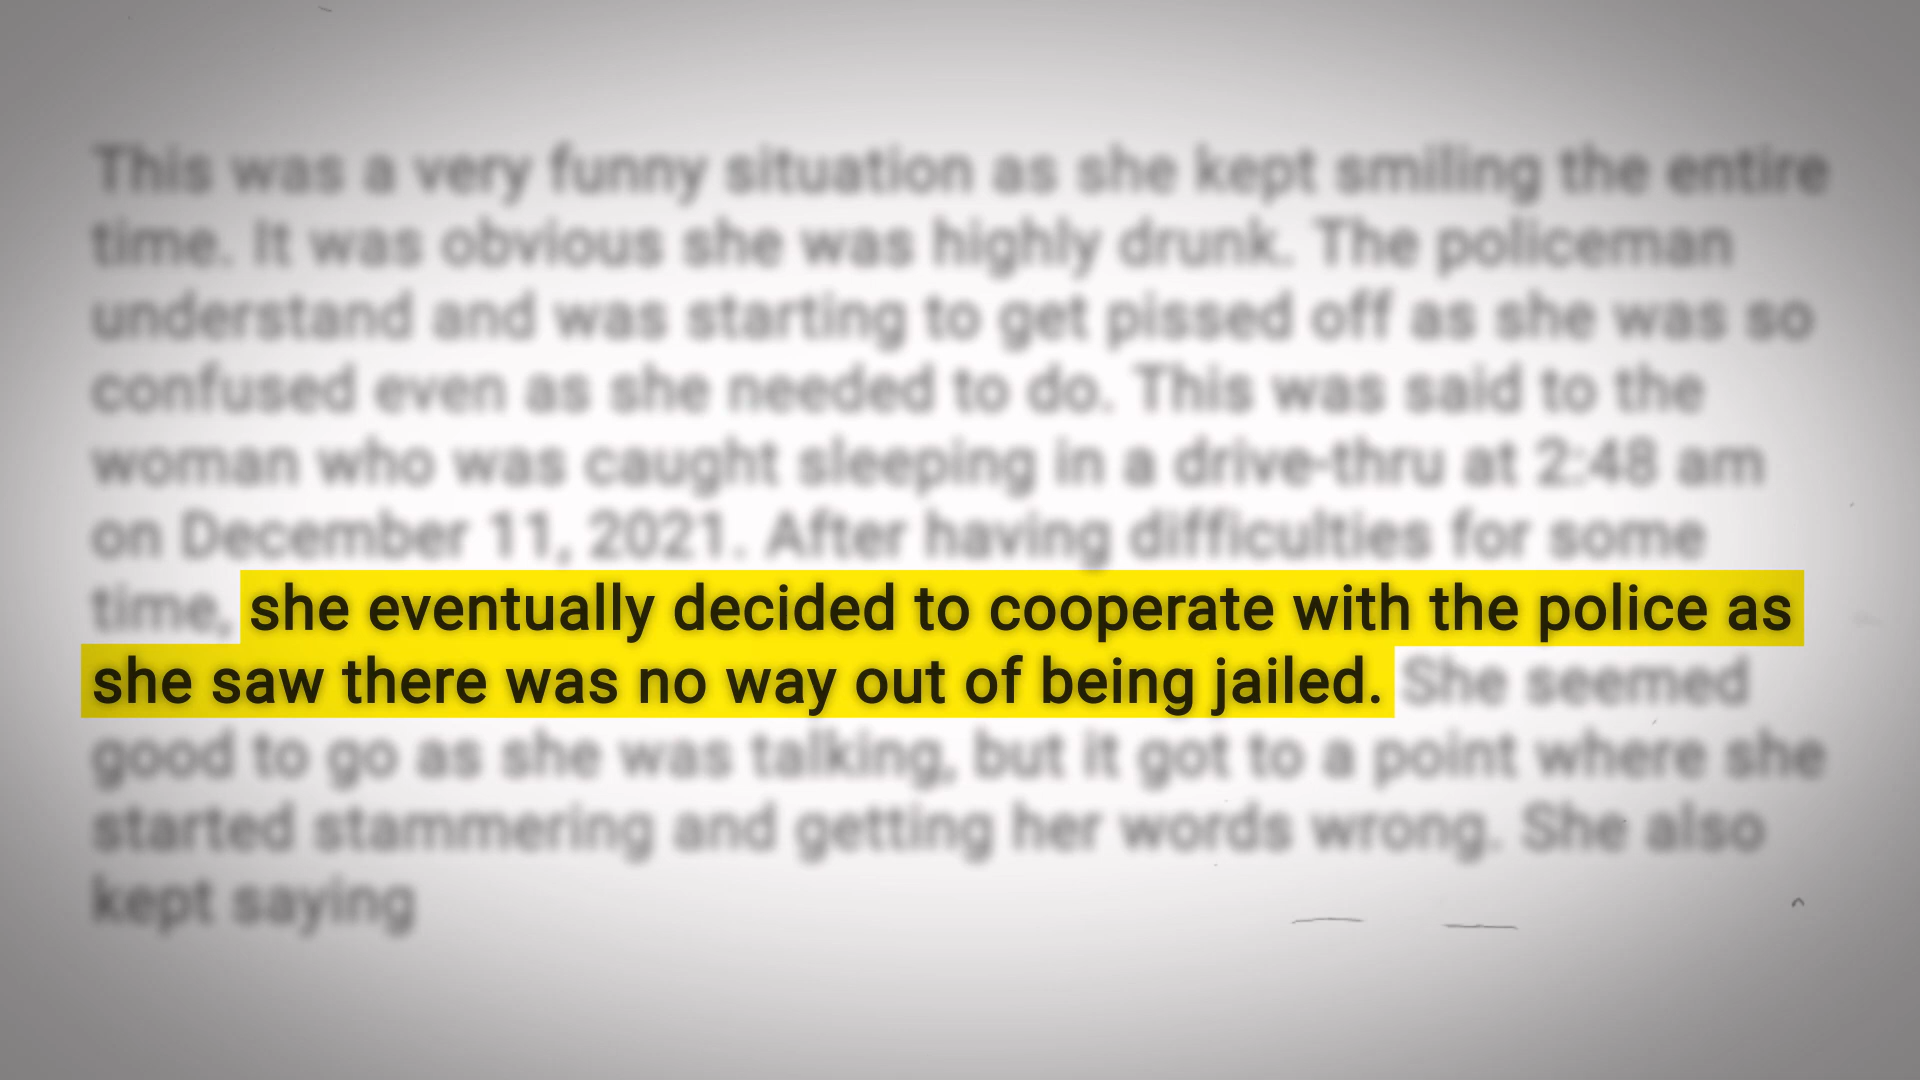 This was a very funny situation as she kept smiling the entire
time. It was obvious she was highly drunk. The policeman
understand and was starting to get pissed off as she was so
confused even as she needed to do. This was said to the
woman who was caught sleeping in a drive-thru at 2:48 am
on December 11, 2021. After having difficulties for some
time, she eventually decided to cooperate with the police as
she saw there was no way out of being jailed. She seemed
good to go as she was talking, but it got to a point where she
started stammering and getting her words wrong. She also
kept saying